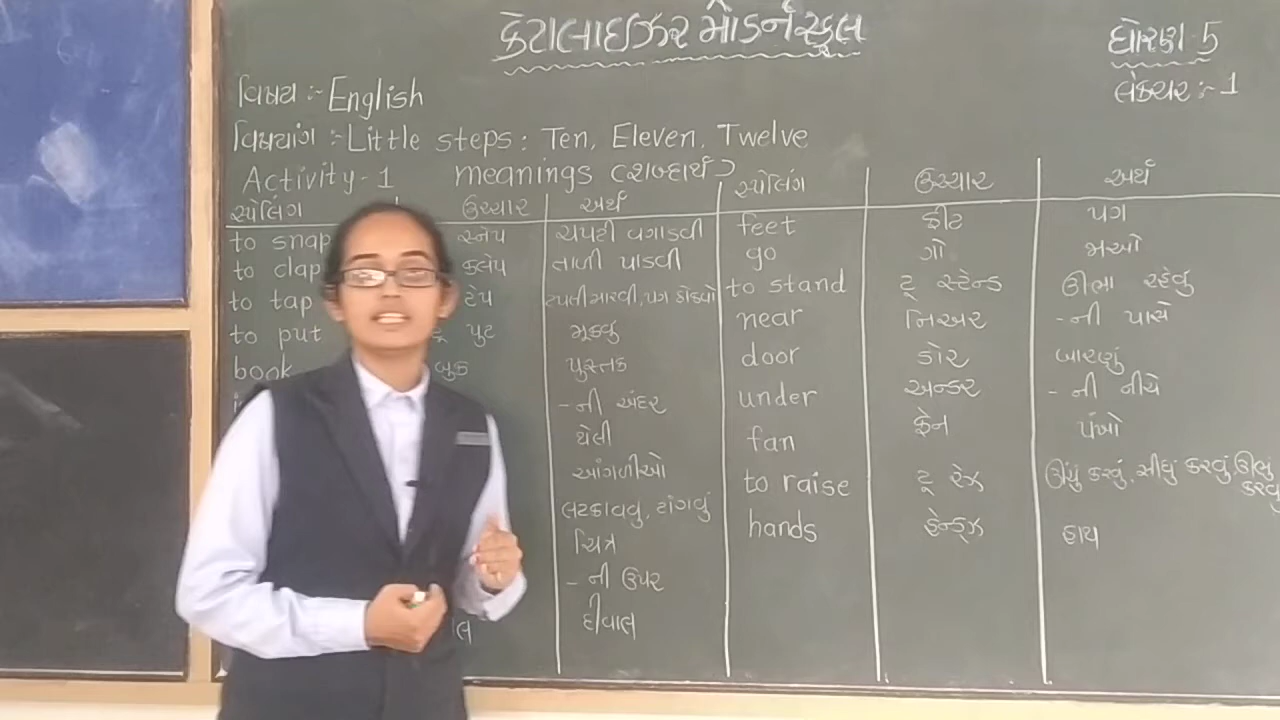 કેટાલાઇઝર મોડર્ન સ્કુલ
ધોરણ 5
વિષય :- English
લેક્ચર :- 1
વિષયાંગ :- Little steps : Ten, Eleven, Twelve
Activity - 1 meanings (શબ્દાર્થ)
સ્પેલિંગ ઉચ્ચાર અર્થ સ્પેલિંગ ઉચ્ચાર અર્થ
to snap સ્નેપ ચપટી વગાડવી feet ફીટ પગ
to clap ક્લેપ તાળી પાડવી go ગો જાઓ
to tap ટેપ ટપલી મારવી, પગ ઠોકવો to stand ટૂ સ્ટેન્ડ ઊભા રહેવું
to put ટૂ પુટ મૂકવું near નિઅર - ની પાસે
book બુક પુસ્તક door ડોર બારણું
- ની અંદર under અન્ડર - ની નીચે
થેલી fan ફેન પંખો
આંગળીઓ to raise ટૂ રેઝ ઊંચુ કરવું, સીધું કરવું ઊભું કરવું
લટકાવવુ, ટાંગવું hands હેન્ડ્ઝ હાથ
ચિત્ર
- ની ઉપર
લ દીવાલ